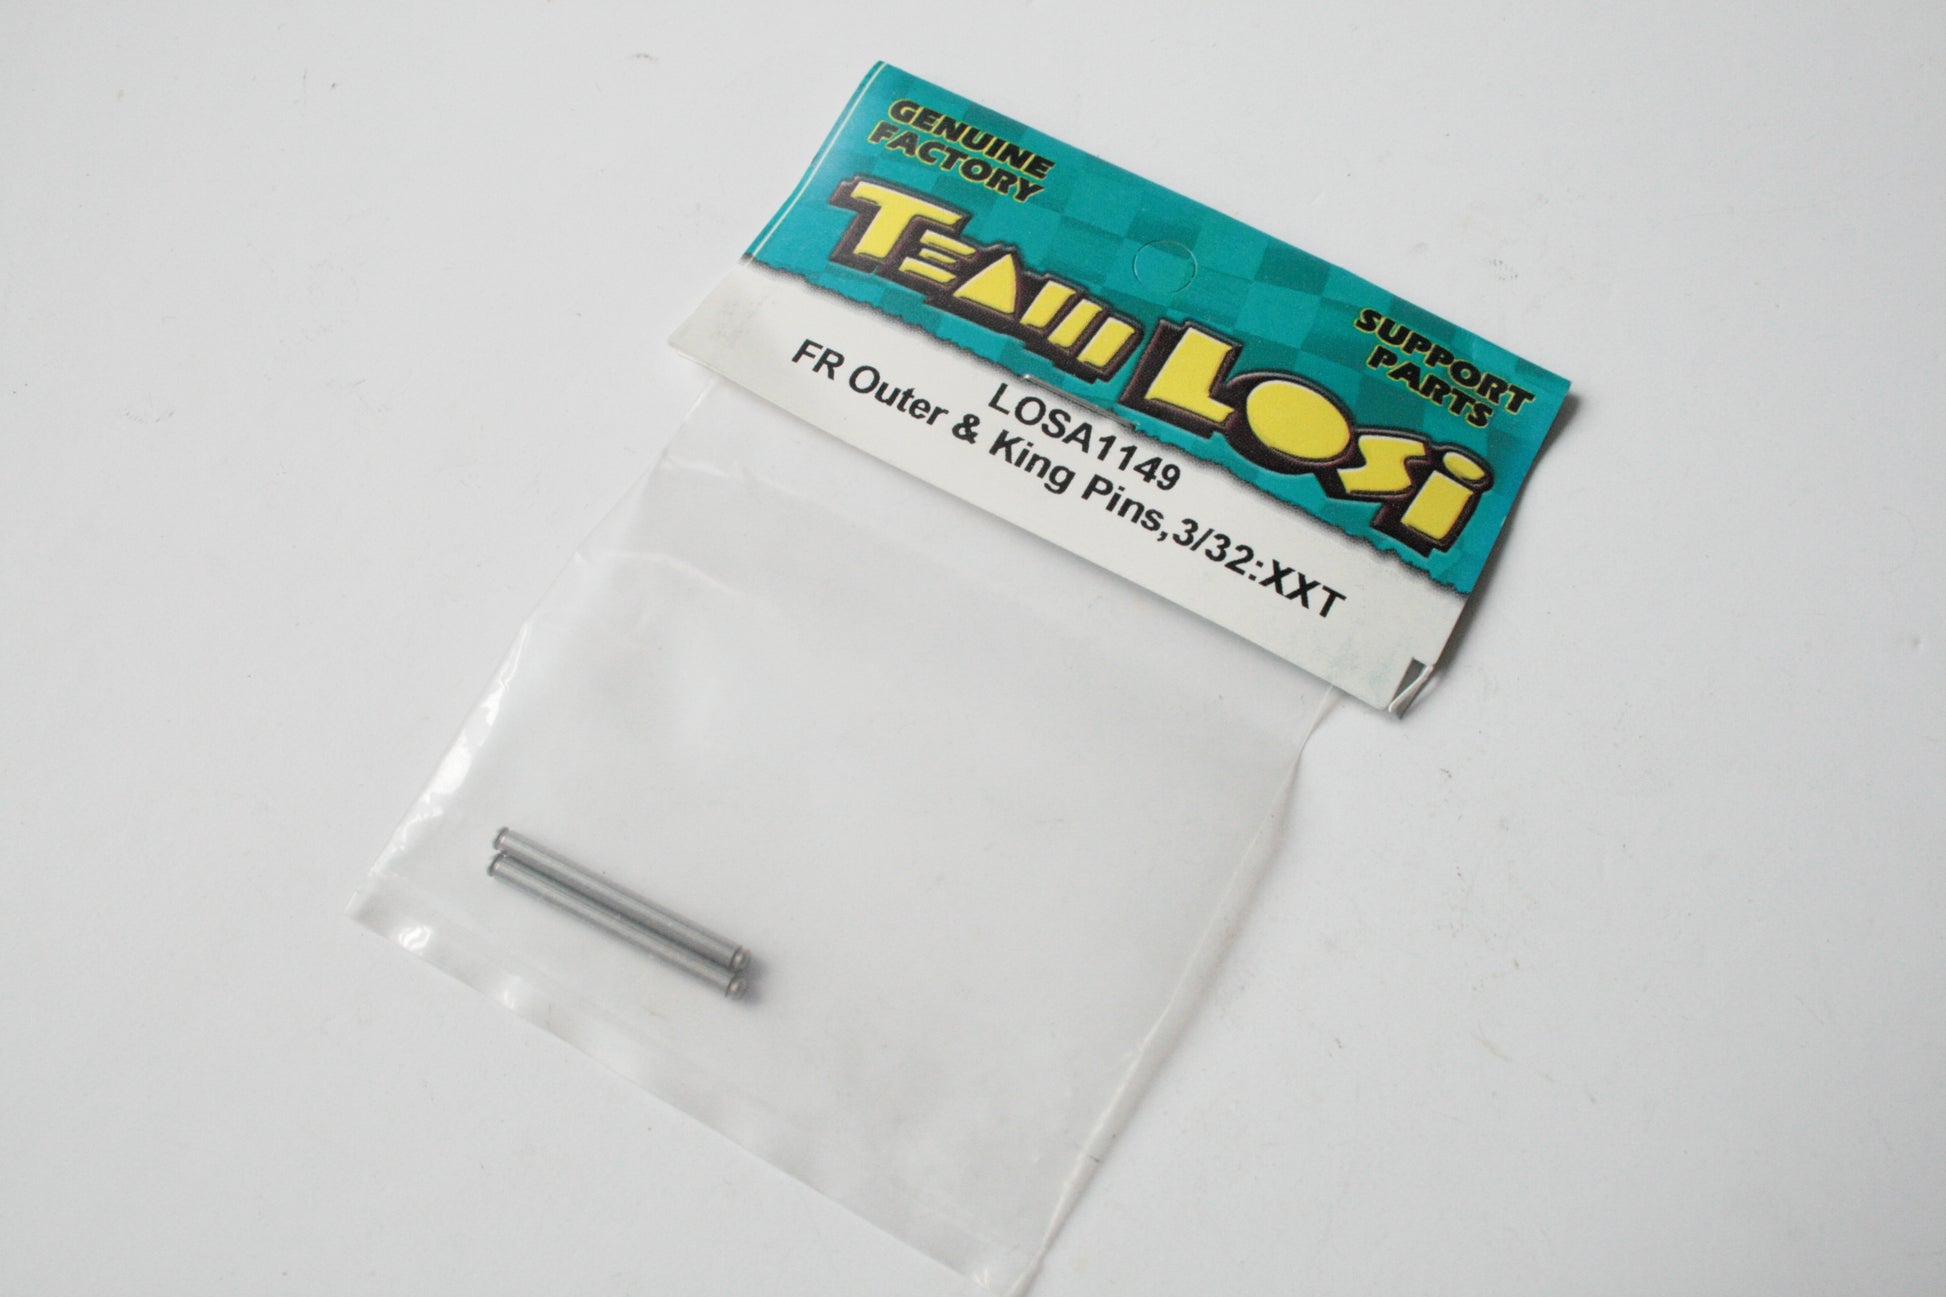 GENUINE
FACTORY
TEAM LOSI
SUPPORT
PARTS
LOSA1149
FR Outer & King Pins,3/32:XXT